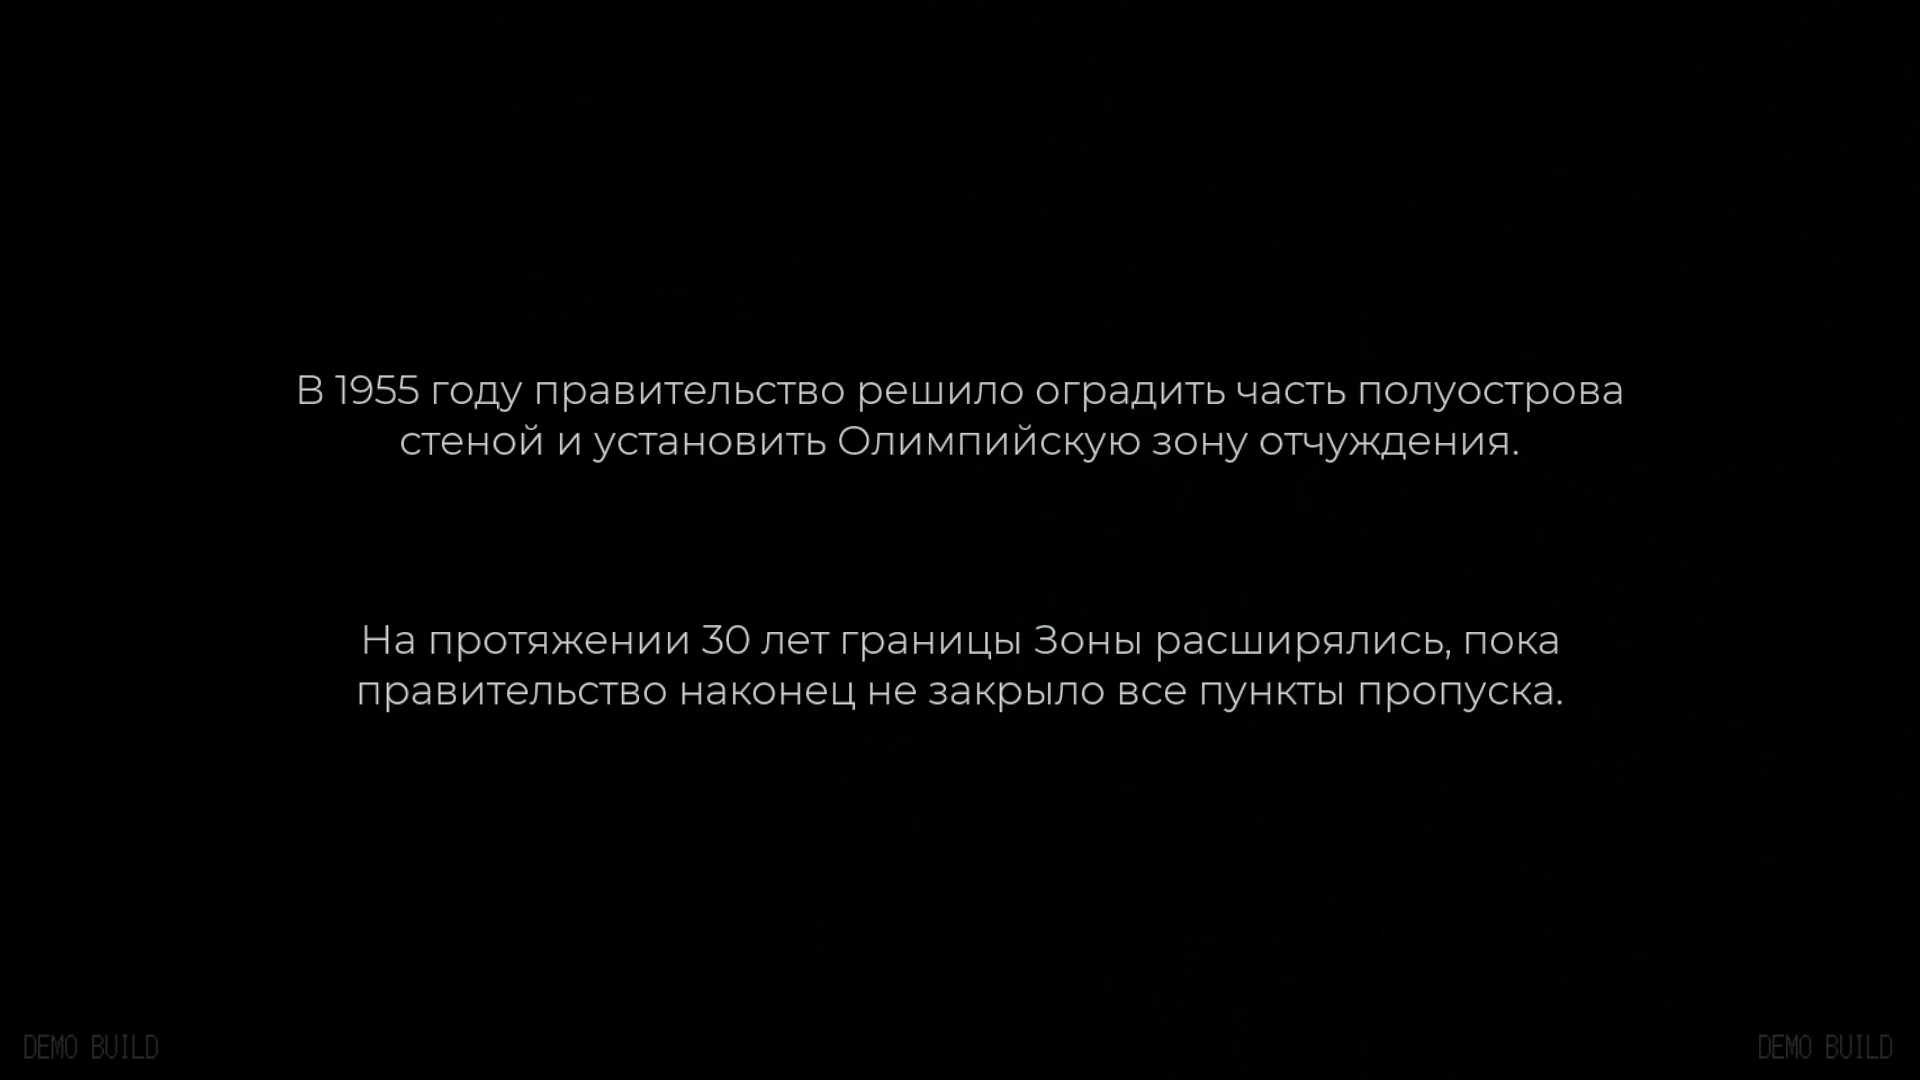 В 1955 году правительство решило оградить часть полуострова
стеной и установить Олимпийскую зону отчуждения.
На протяжении 30 лет границы Зоны расширялись, пока
правительство наконец не закрыло все пункты пропуска.
DEMO BUILD
DEMO BUILD